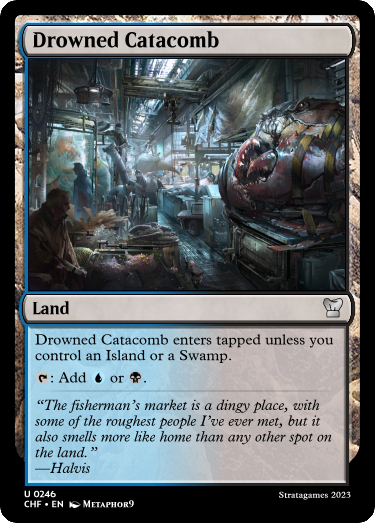 Drowned Catacomb
Land
Drowned Catacomb enters tapped unless you
control an Island or a Swamp.
: Add or .
“The fisherman’s market is a dingy place, with
some of the roughest people I’ve ever met, but it
also smells more like home than any other spot on
the land.”
—Halvis
U 0246
Stratagames 2023
CHF • EN Metaphor9